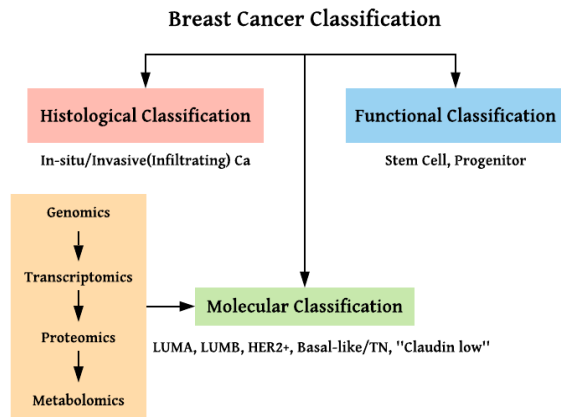 Breast Cancer Classification
Histological Classification
Functional Classification
In-situ/Invasive(Infiltrating) Ca
Stem Cell, Progenitor
Genomics
Transcriptomics
Proteomics
Metabolomics
Molecular Classification
LUMA, LUMB, HER2+, Basal-like/TN, "Claudin low"